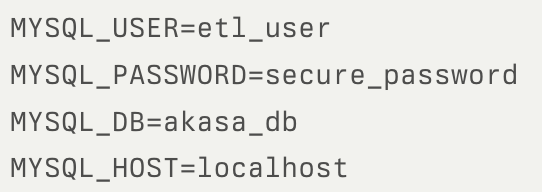 MYSQL_USER=etl_user
MYSQL_PASSWORD=secure_password
MYSQL_DB=akasa_db
MYSQL_HOST=localhost